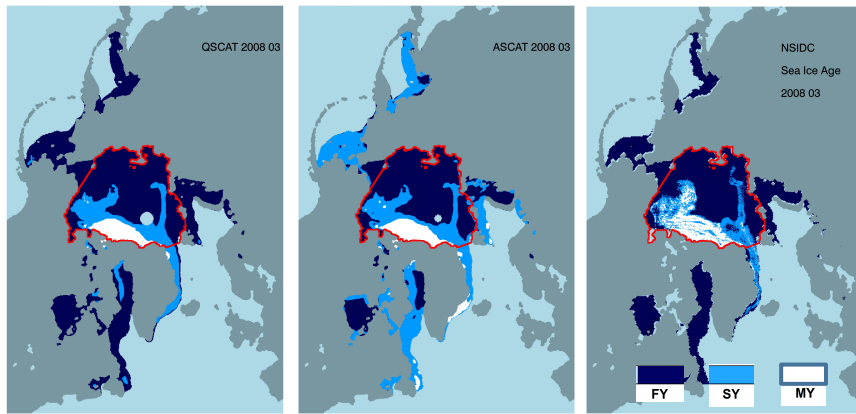 QSCAT 2008 03
ASCAT 2008 03
NSIDC
Sea Ice Age
2008 03
FY
SY
MY